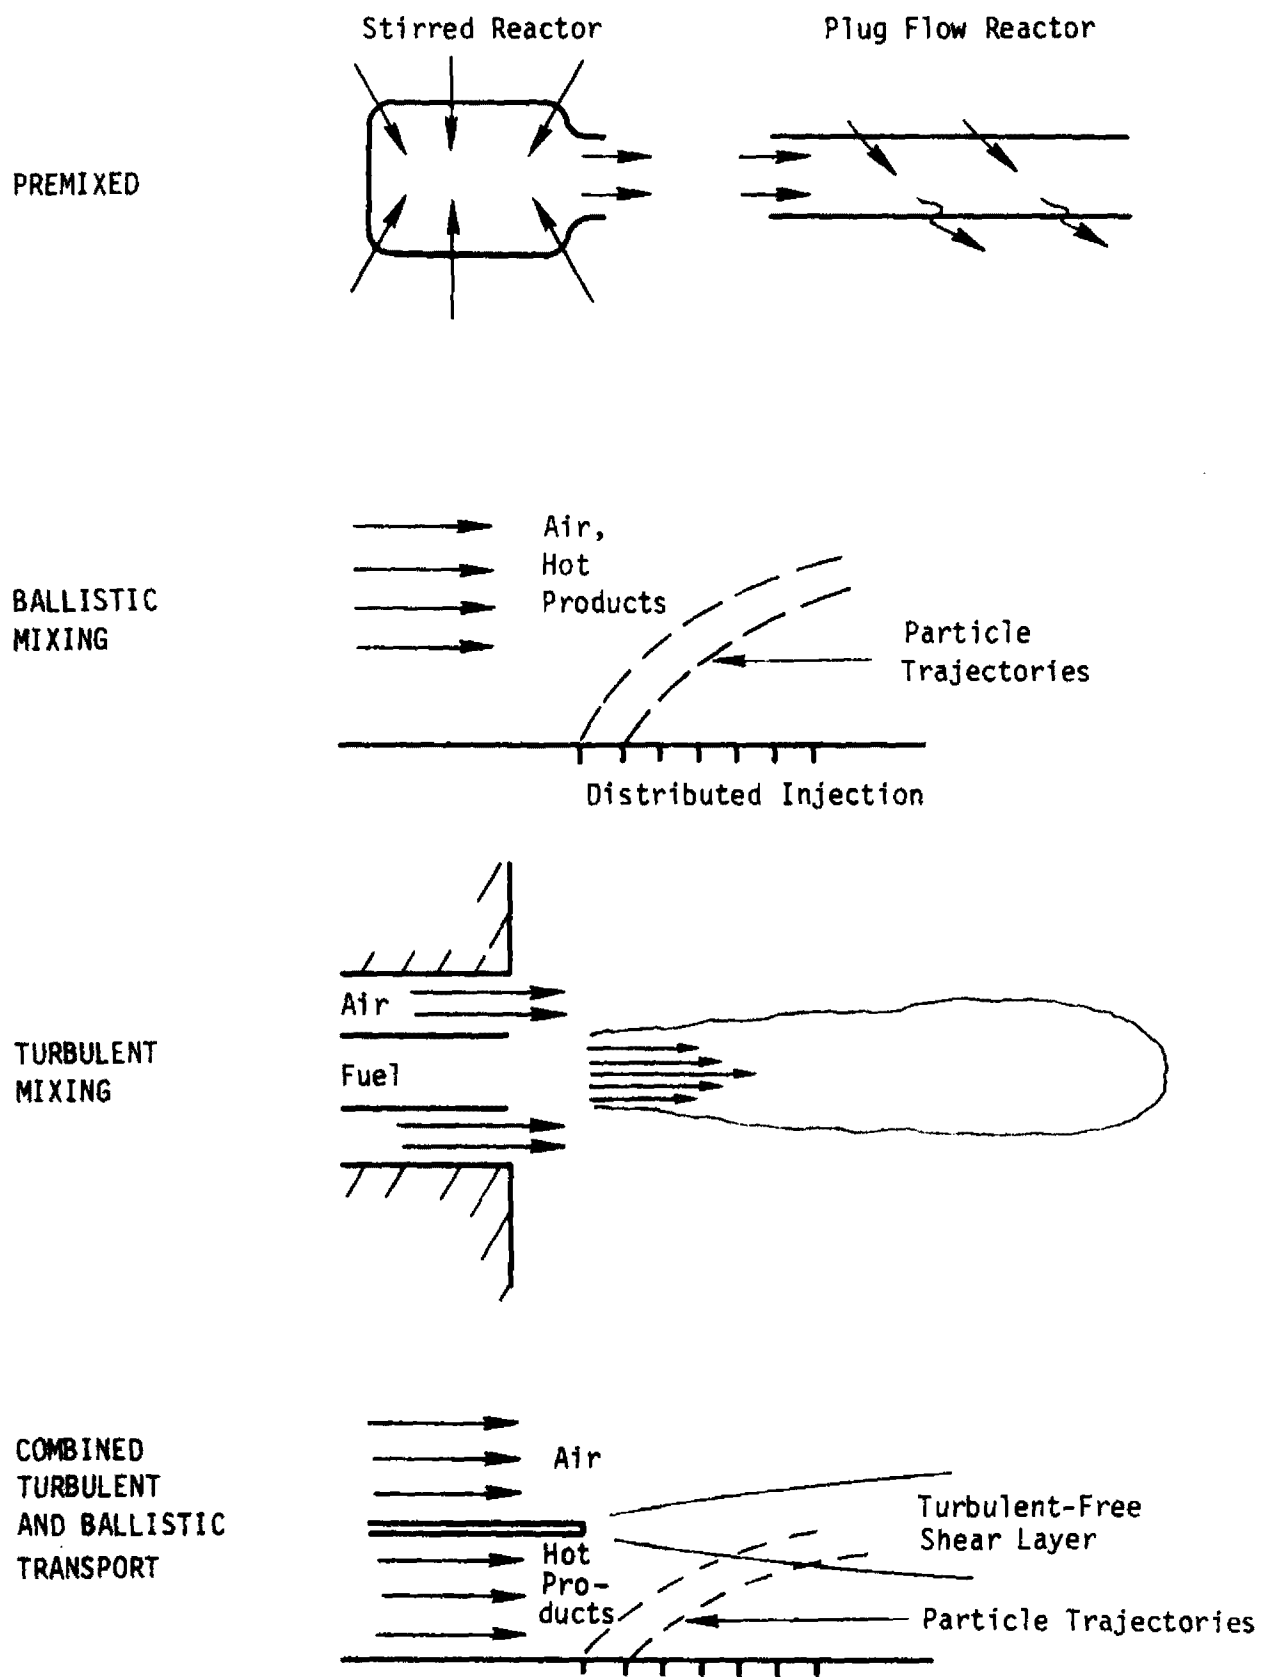 Stirred Reactor
Plug Flow Reactor
PREMIXED
BALLISTIC
MIXING
Air,
Hot
Products
Particle
Trajectories
Distributed Injection
TURBULENT
MIXING
Air
Fuel
COMBINED
TURBULENT
AND BALLISTIC
TRANSPORT
Air
Hot
Pro-
ducts
Turbulent-Free
Shear Layer
Particle Trajectories